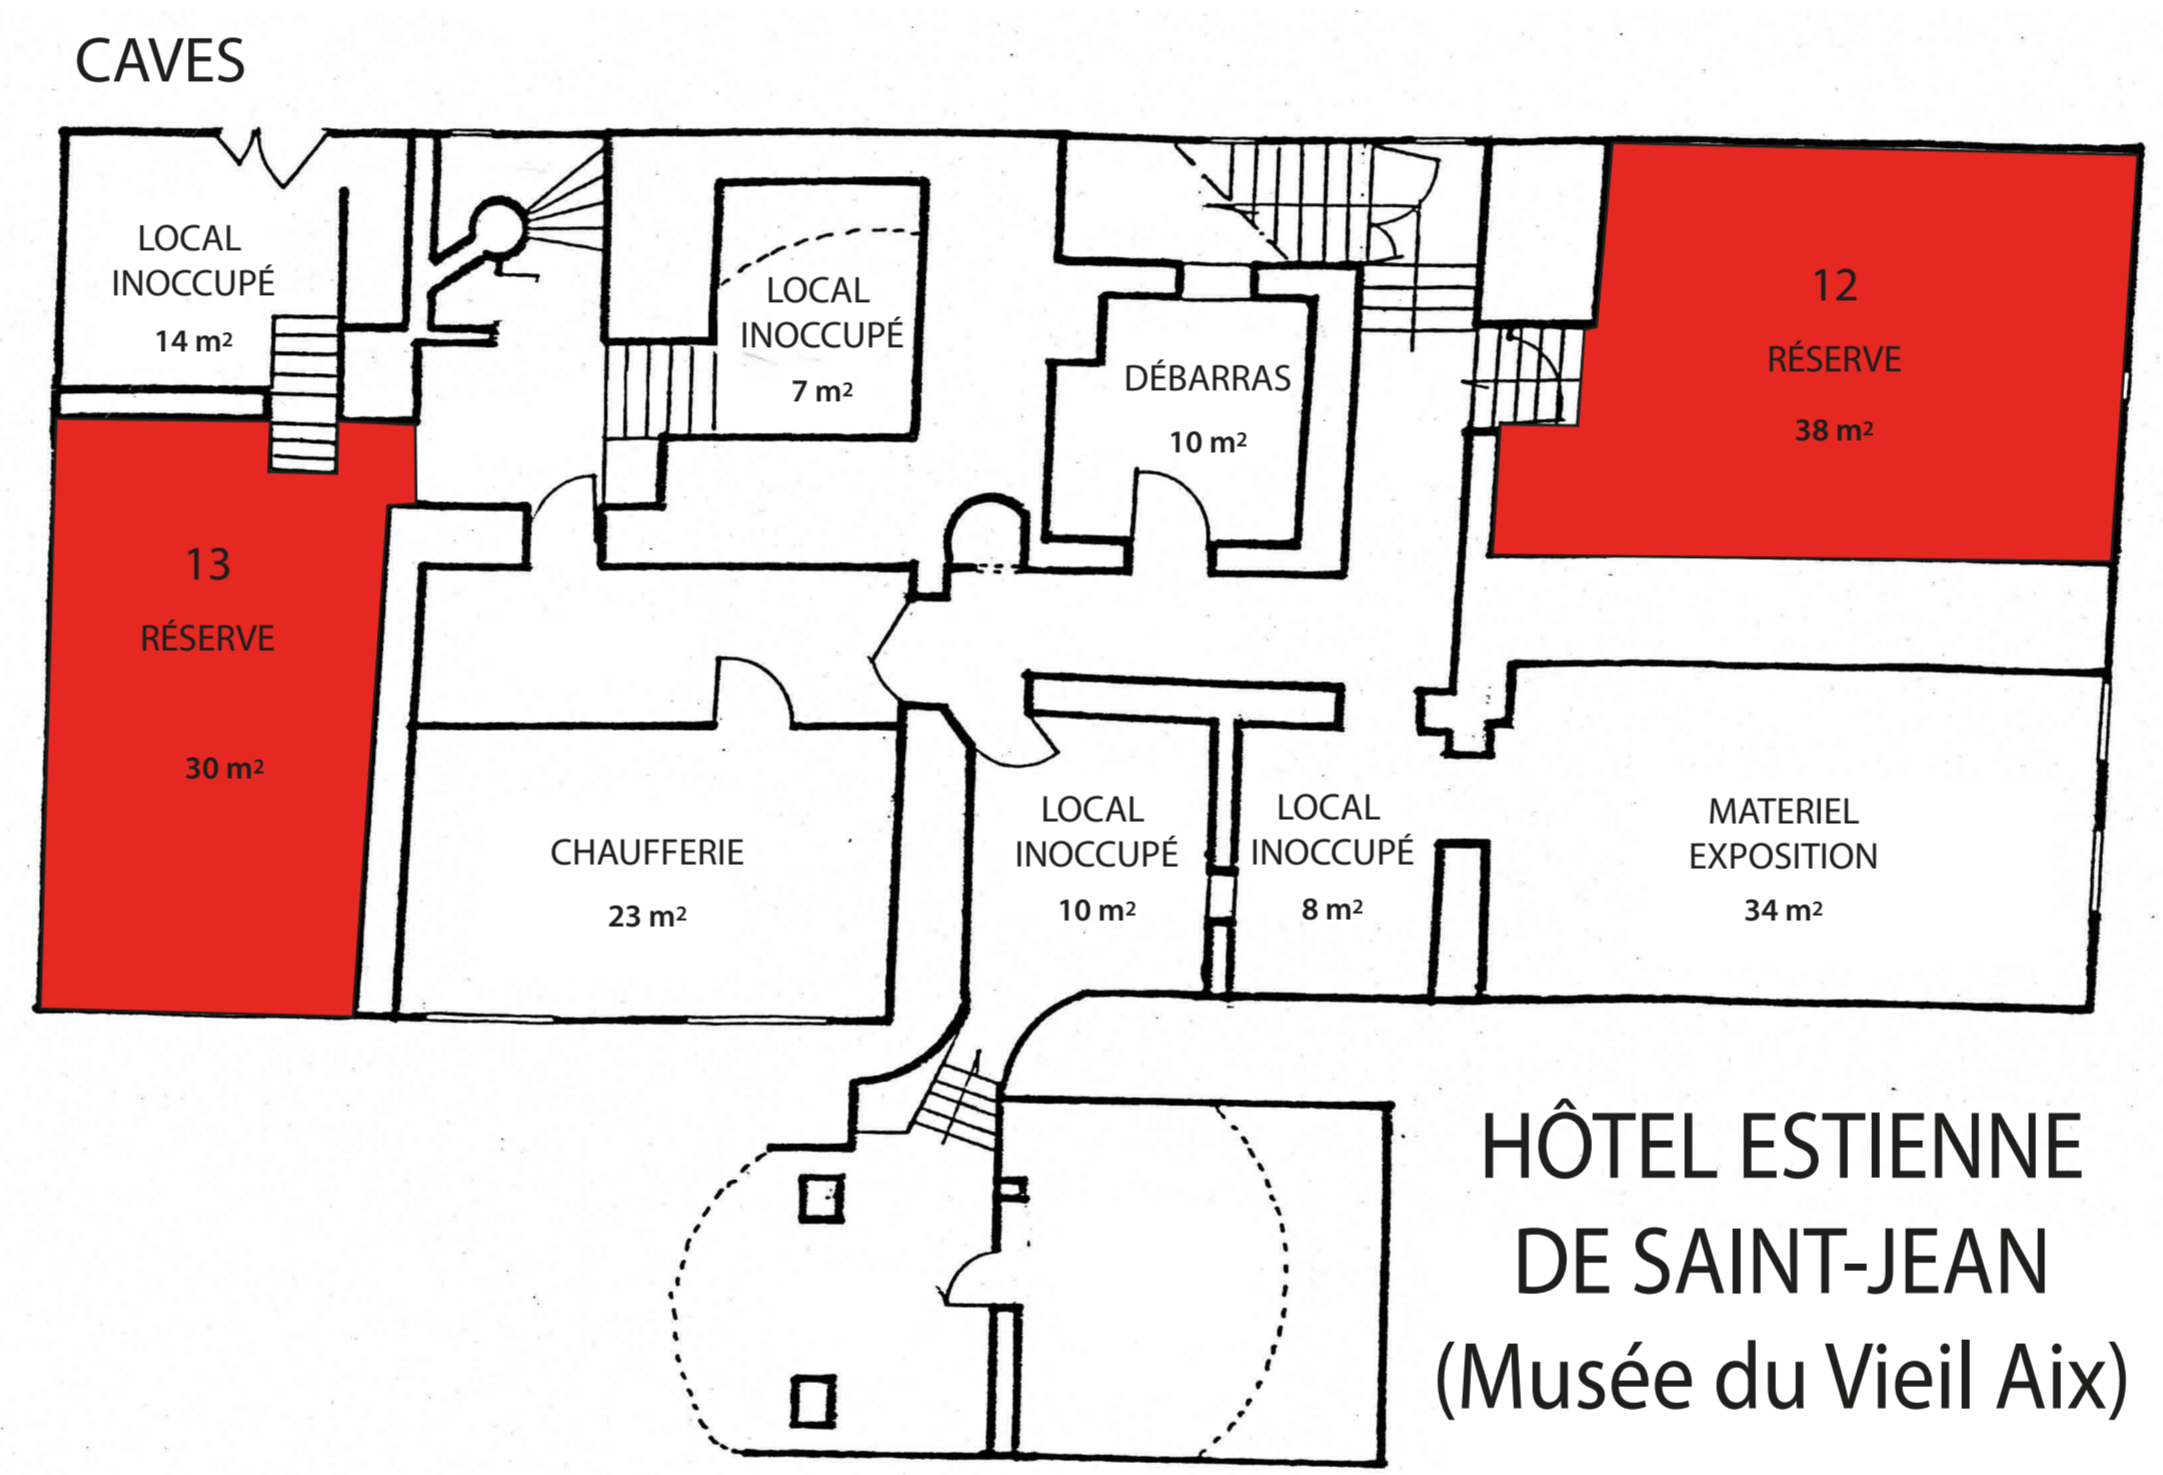 CAVES
LOCAL
INOCCUPÉ
14 m²
LOCAL
INOCCUPÉ
7 m²
DÉBARRAS
10 m²
12
RÉSERVE
38 m²
13
RÉSERVE
30 m²
CHAUFFERIE
23 m²
LOCAL
INOCCUPÉ
10 m²
LOCAL
INOCCUPÉ
8 m²
MATERIEL
EXPOSITION
34 m²
HÔTEL ESTIENNE
DE SAINT-JEAN
(Musée du Vieil Aix)